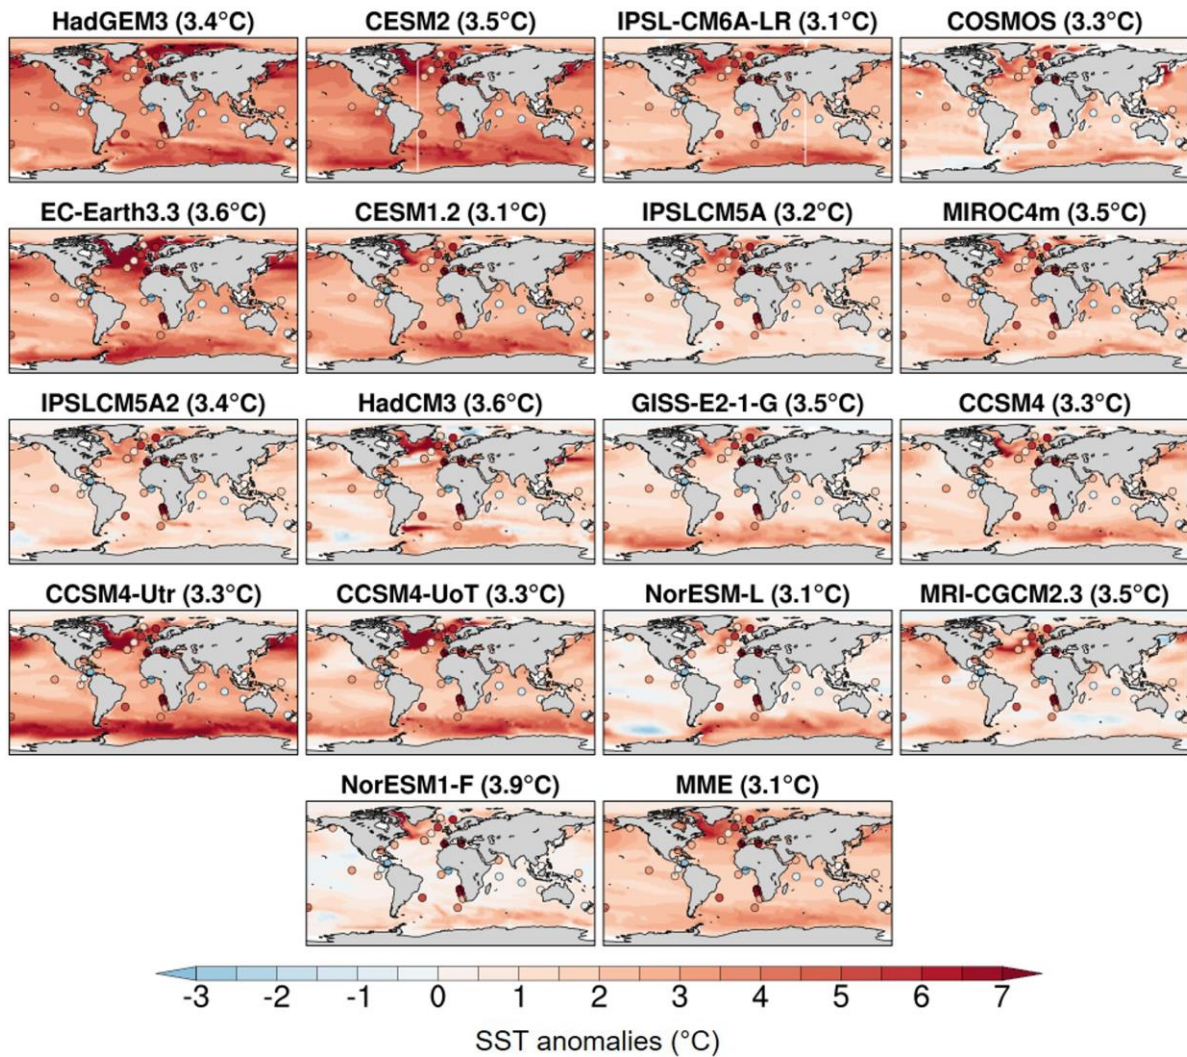 HadGEM3 (3.4°C) CESM2 (3.5°C) IPSL-CM6A-LR (3.1°C) COSMOS (3.3°C)
EC-Earth3.3 (3.6°C) CESM1.2 (3.1°C) IPSLCM5A (3.2°C) MIROC4m (3.5°C)
IPSLCM5A2 (3.4°C) HadCM3 (3.6°C) GISS-E2-1-G (3.5°C) CCSM4 (3.3°C)
CCSM4-Utr (3.3°C) CCSM4-UoT (3.3°C) NorESM-L (3.1°C) MRI-CGCM2.3 (3.5°C)
NorESM1-F (3.9°C) MME (3.1°C)
-3 -2 -1 0 1 2 3 4 5 6 7
SST anomalies (°C)